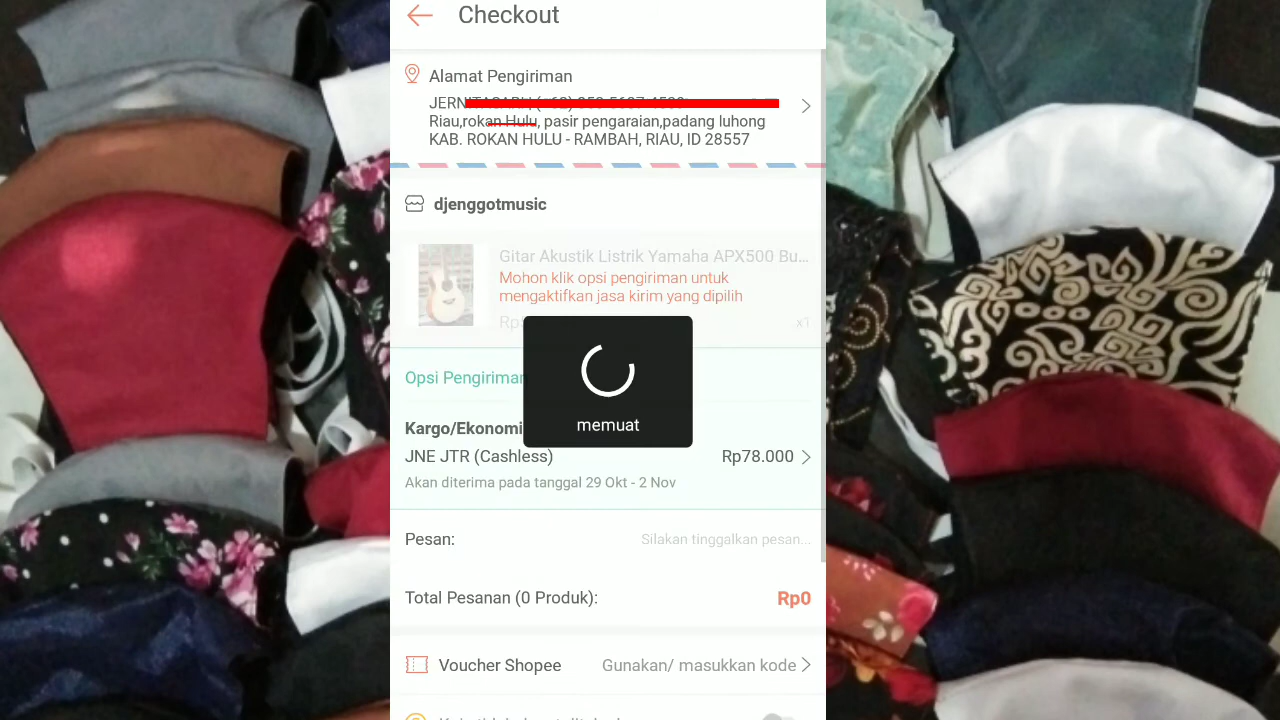 Checkout
Alamat Pengiriman
Riau,rokan Hulu, pasir pengaraian,padang luhong
KAB. ROKAN HULU - RAMBAH, RIAU, ID 28557
djenggotmusic
Gitar Akustik Listrik Yamaha APX500 Bu...
Mohon klik opsi pengiriman untuk
mengaktifkan jasa kirim yang dipilih
x1
Opsi Pengiriman
memuat
Kargo/Ekonomi
JNE JTR (Cashless)
Rp78.000
Akan diterima pada tanggal 29 Okt - 2 Nov
Pesan:
Silakan tinggalkan pesan...
Total Pesanan (0 Produk):
Rp0
Voucher Shopee
Gunakan/ masukkan kode